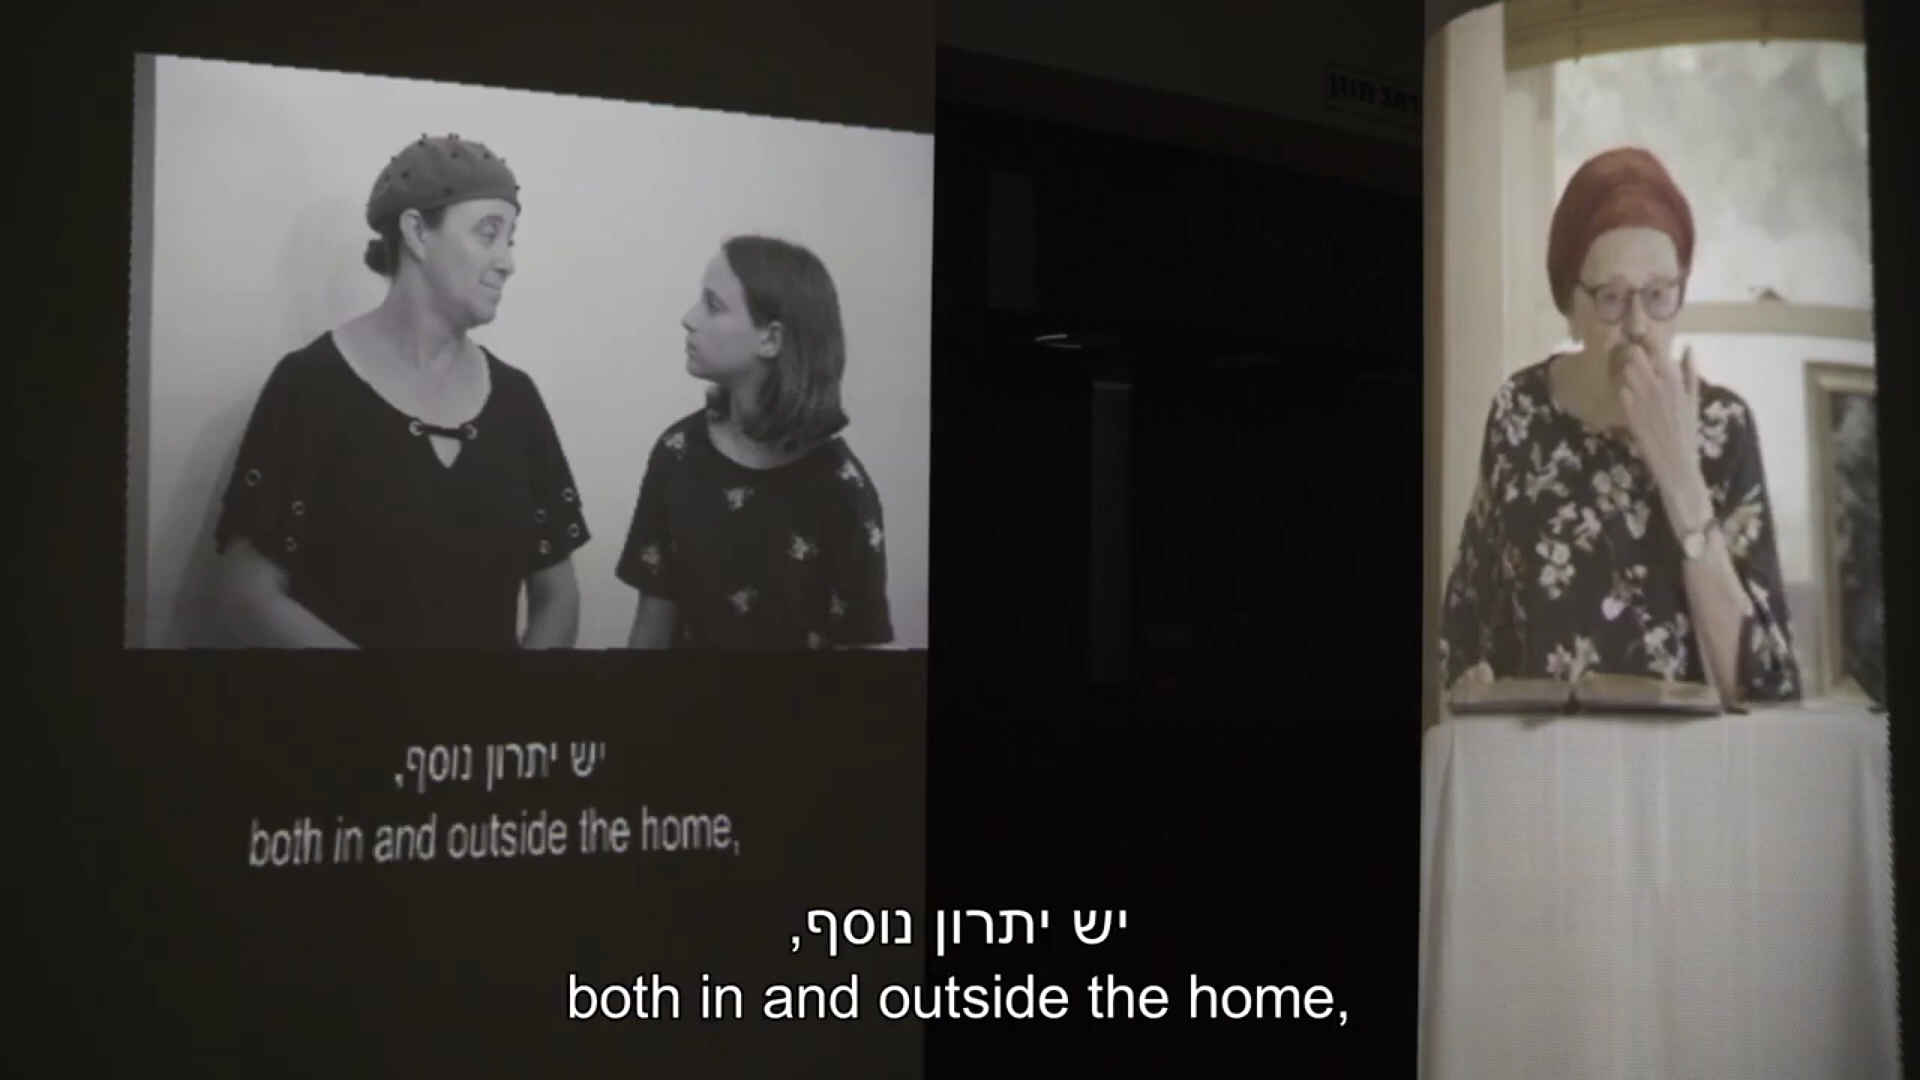 יש יתרון נוסף,
both in and outside the home,
יש יתרון נוסף,
both in and outside the home,